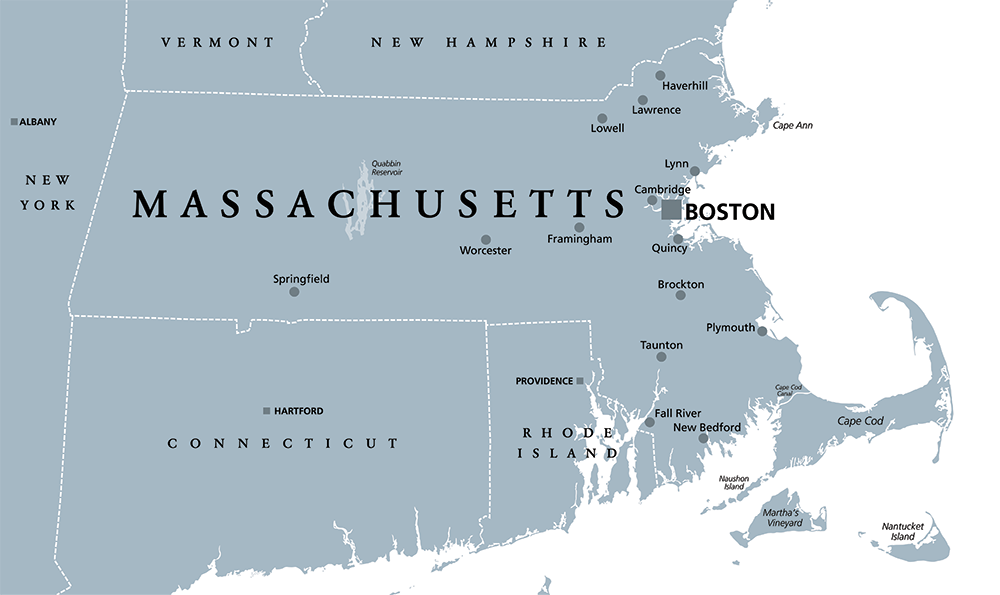 VERMONT
NEW HAMPSHIRE
Haverhill
Lawrence
ALBANY
Lowell
Cape Ann
Quabbin
Reservoir
Lynn
NEW
YORK
Cambridge
MASSACHUSETTS
BOSTON
Framingham
Quincy
Worcester
Springfield
Brockton
Plymouth
Taunton
PROVIDENCE
Cape Cod
Canal
HARTFORD
Fall River
Cape Cod
New Bedford
RHODE
ISLAND
CONNECTICUT
Naushon
Island
Martha's
Vineyard
Nantucket
Island